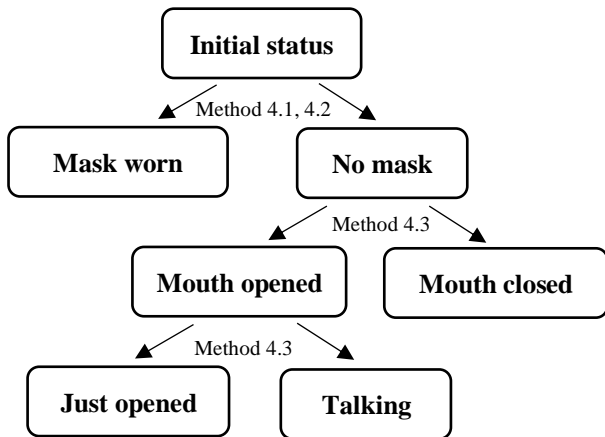 Initial status
Method 4.1, 4.2
Mask worn
No mask
Method 4.3
Mouth opened
Mouth closed
Method 4.3
Just opened
Talking